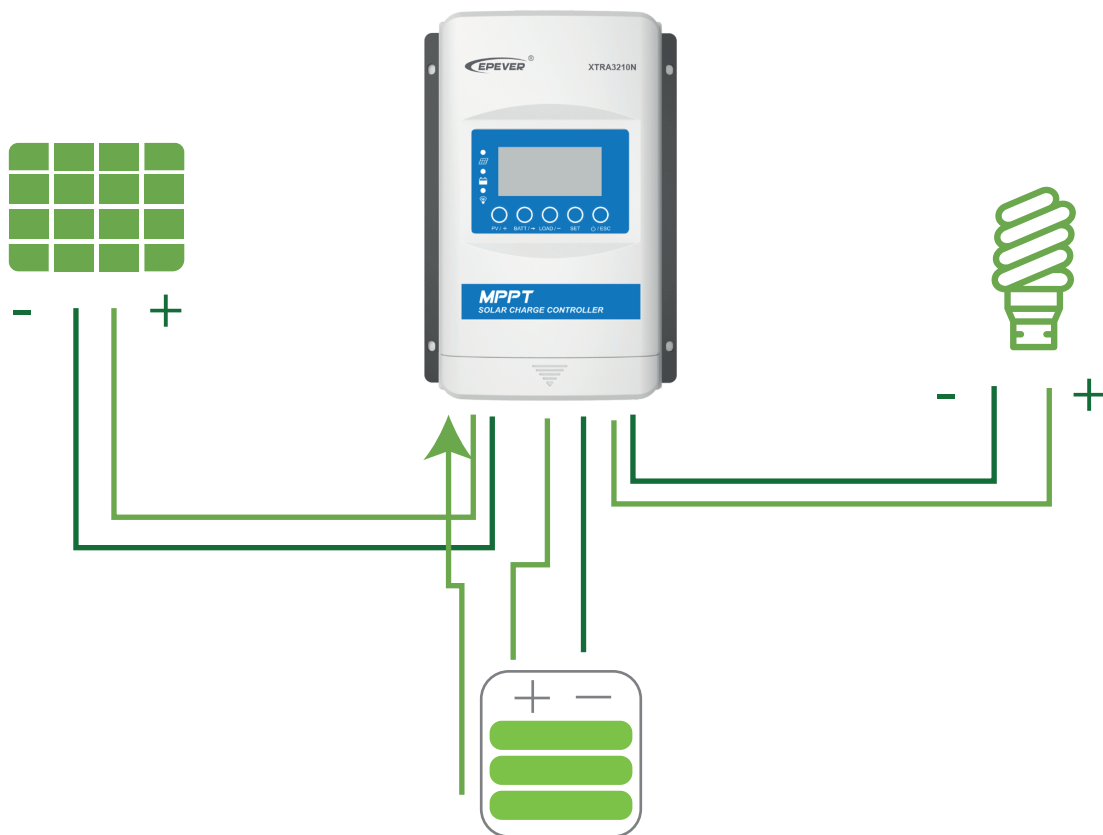 EPEVER®
XTRA3210N
PV / + BATT / → LOAD / − SET ⏻ / ESC
MPPT
SOLAR CHARGE CONTROLLER
- +
- +
+ −